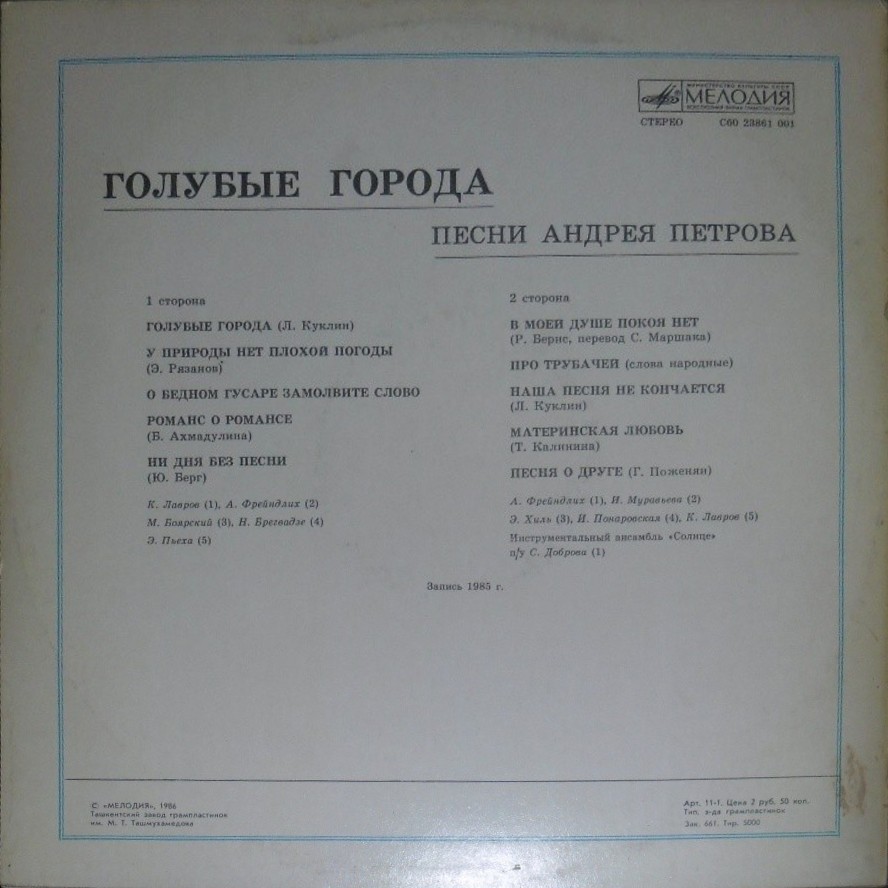 МИНИСТЕРСТВО КУЛЬТУРЫ СССР
МЕЛОДИЯ
ВСЕСОЮЗНАЯ ФИРМА ГРАМПЛАСТИНОК
СТЕРЕО С60 23861 001
ГОЛУБЫЕ ГОРОДА
ПЕСНИ АНДРЕЯ ПЕТРОВА
1 сторона
ГОЛУБЫЕ ГОРОДА (Л. Куклин)
У ПРИРОДЫ НЕТ ПЛОХОЙ ПОГОДЫ
(Э. Рязанов)
О БЕДНОМ ГУСАРЕ ЗАМОЛВИТЕ СЛОВО
РОМАНС О РОМАНСЕ
(Б. Ахмадулина)
НИ ДНЯ БЕЗ ПЕСНИ
(Ю. Берг)
К. Лавров (1), А. Фрейндлих (2)
М. Боярский (3), Н. Брегвадзе (4)
Э. Пьеха (5)
2 сторона
В МОЕЙ ДУШЕ ПОКОЯ НЕТ
(Р. Бернс, перевод С. Маршака)
ПРО ТРУБАЧЕЙ (слова народные)
НАША ПЕСНЯ НЕ КОНЧАЕТСЯ
(Л. Куклин)
МАТЕРИНСКАЯ ЛЮБОВЬ
(Т. Калинина)
ПЕСНЯ О ДРУГЕ (Г. Поженян)
А. Фрейндлих (1), И. Муравьева (2)
Э. Хиль (3), И. Понаровская (4), К. Лавров (5)
Инструментальный ансамбль «Солнце»
п/у С. Доброва (1)
Запись 1985 г.
© «МЕЛОДИЯ», 1986
Ташкентский завод грампластинок
им. М. Т. Ташмухамедова
Арт. 11-1. Цена 2 руб. 50 коп.
Тип. з-да грампластинок
Зак. 661. Тир. 5000